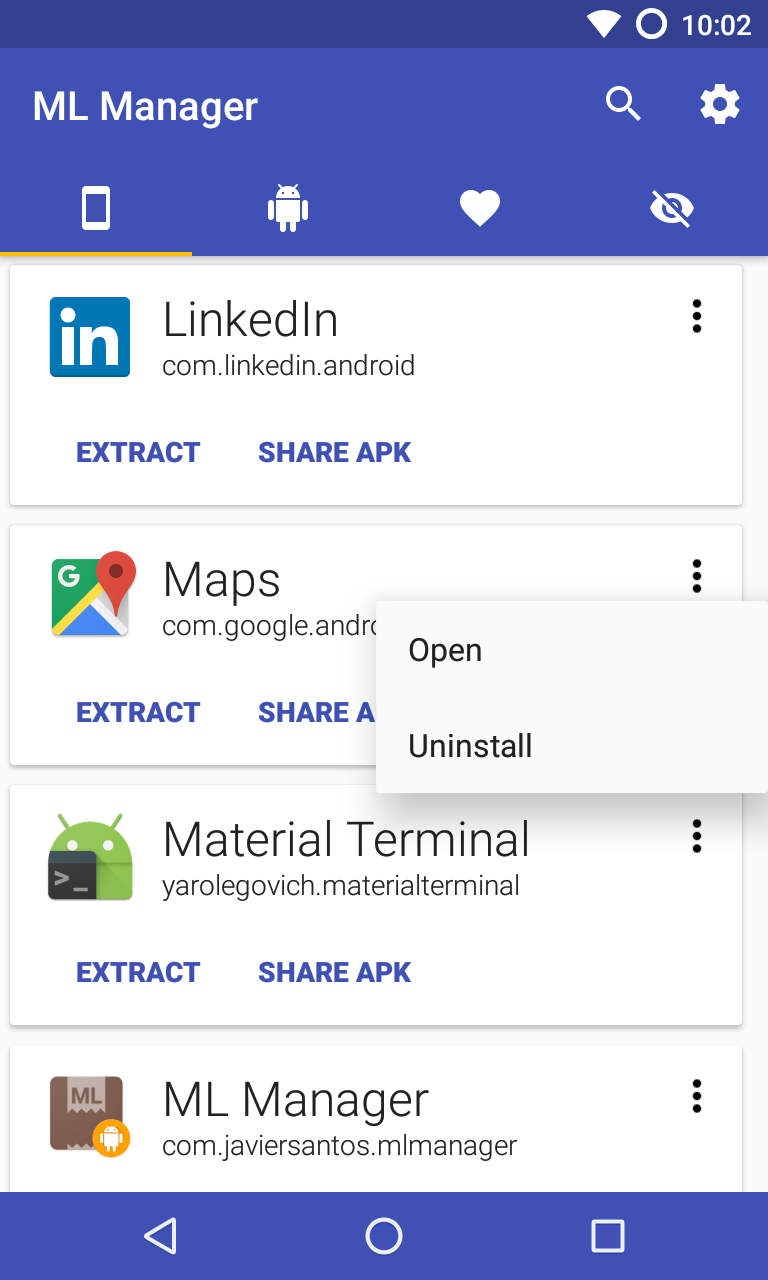 10:02
ML Manager
in
LinkedIn
com.linkedin.android
EXTRACT SHARE APK
G
Maps
com.google.andro
Open
EXTRACT SHARE A
Uninstall
>_
Material Terminal
yarolegovich.materialterminal
EXTRACT SHARE APK
ML
ML Manager
com.javiersantos.mlmanager